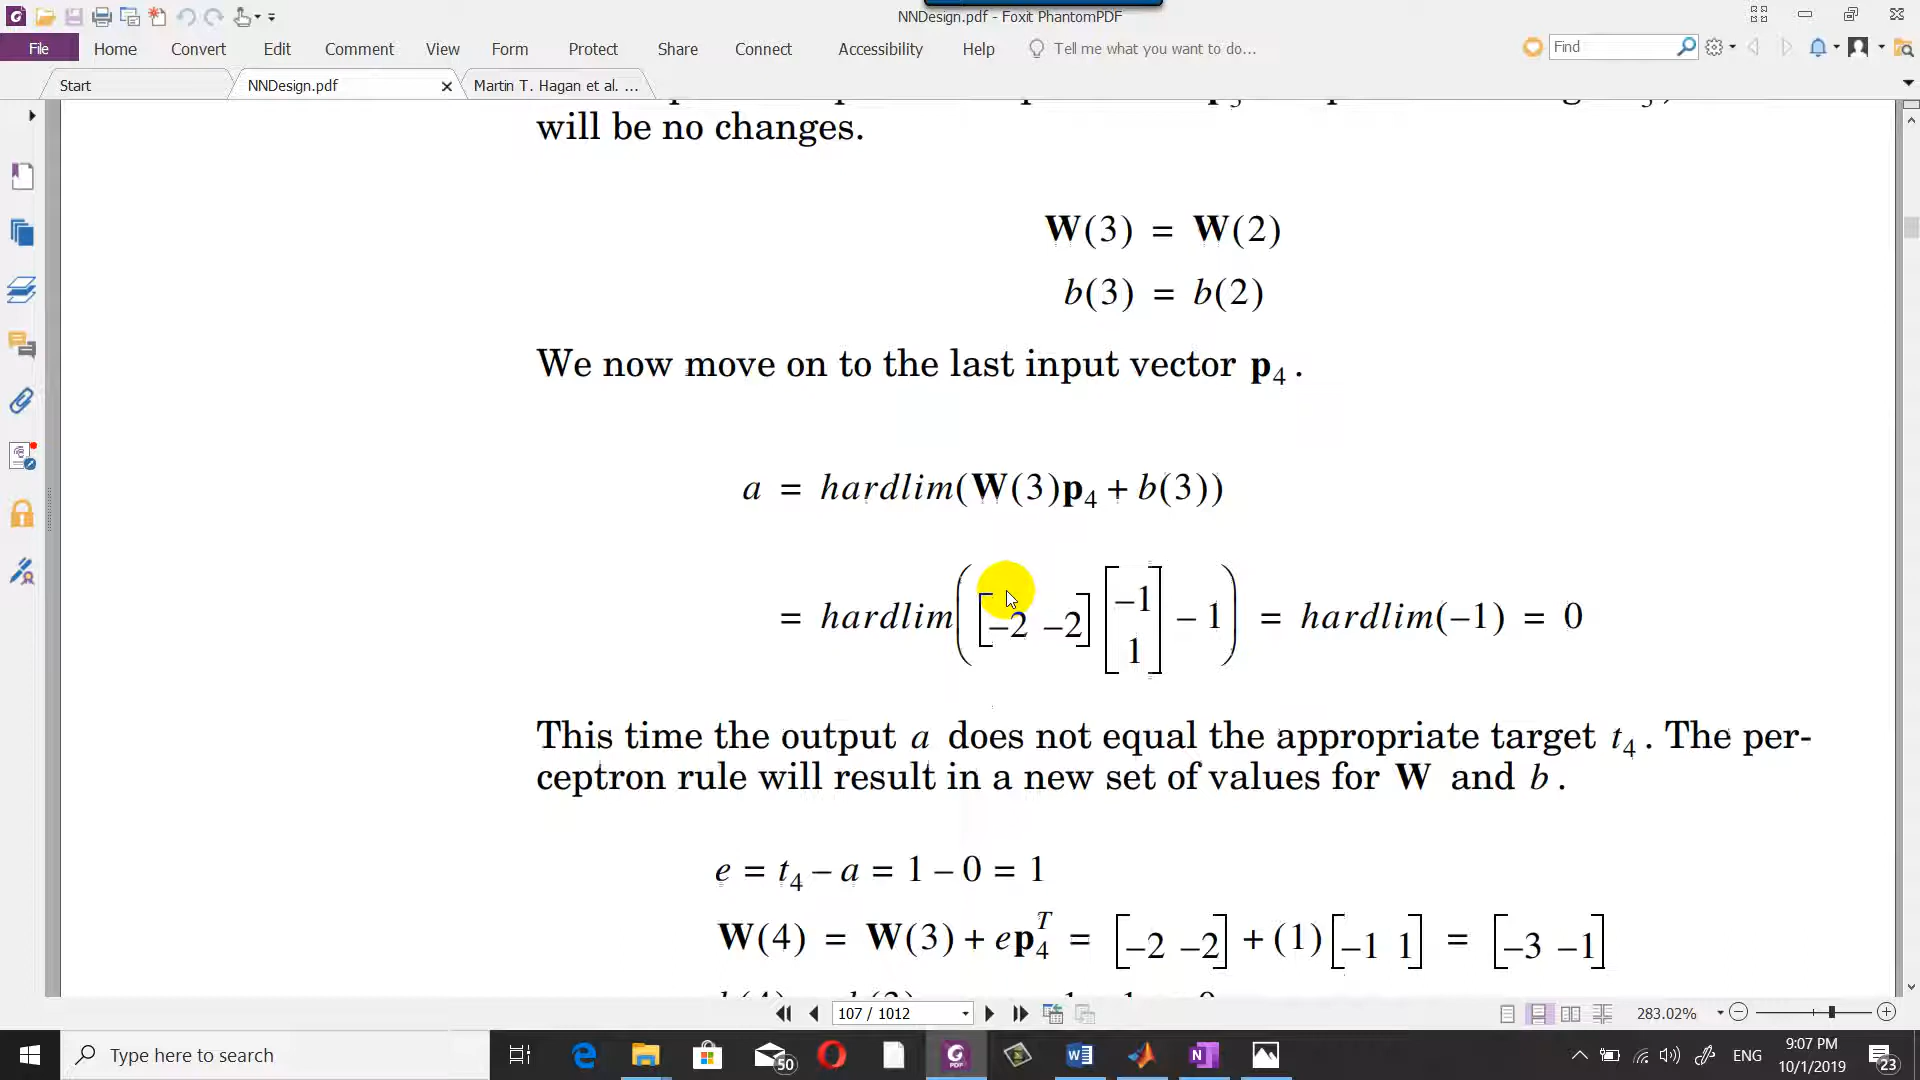 NNDesign.pdf - Foxit PhantomPDF
File Home Convert Edit Comment View Form Protect Share Connect Accessibility Help Tell me what you want to do... Find
Start NNDesign.pdf Martin T. Hagan et al. ...
will be no changes.
W(3) = W(2)
b(3) = b(2)
We now move on to the last input vector p₄ .
a = hardlim(W(3)p₄ + b(3))
= hardlim([–2 –2] [–1 1] – 1) = hardlim(–1) = 0
This time the output a does not equal the appropriate target t₄ . The per-
ceptron rule will result in a new set of values for W and b .
e = t₄ – a = 1 – 0 = 1
W(4) = W(3) + ep₄ᵀ = [–2 –2] + (1)[–1 1] = [–3 –1]
107 / 1012 283.02%
Type here to search 50 ENG 9:07 PM
10/1/2019 23